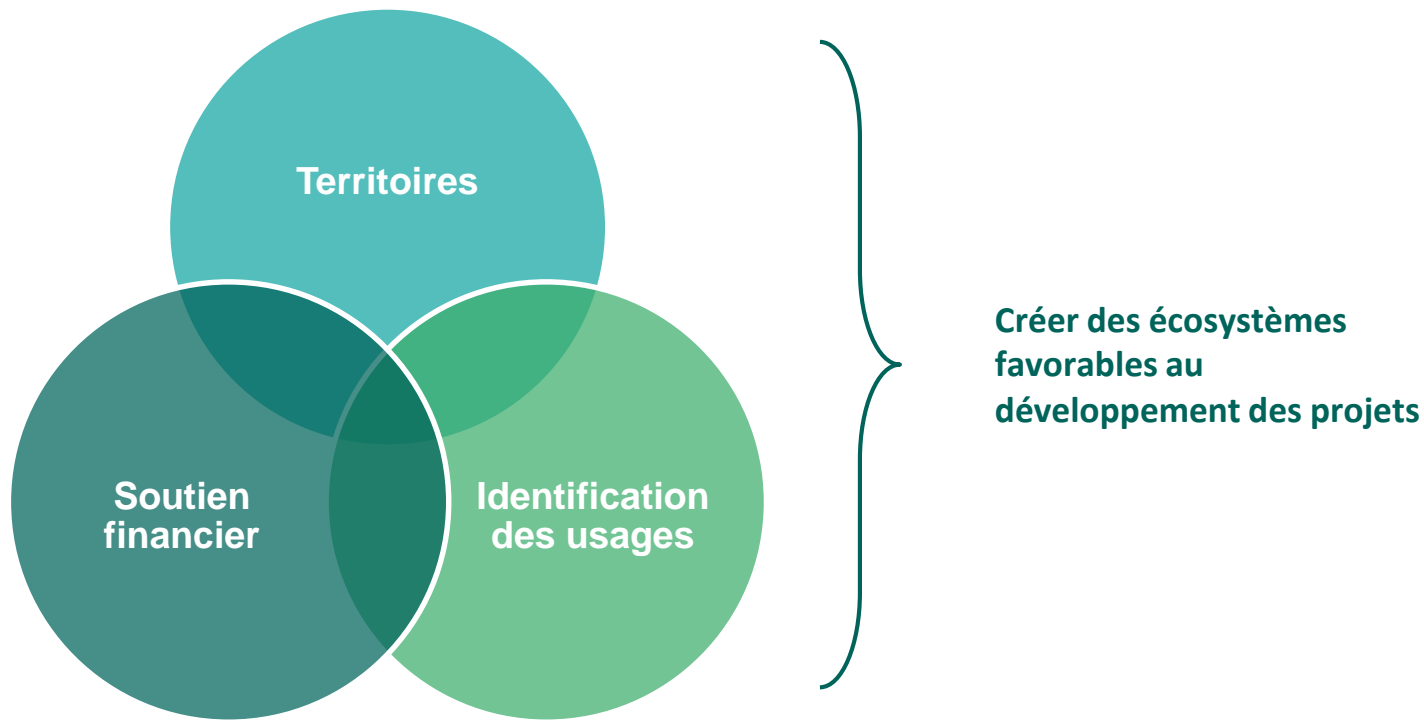 Territoires
Soutien
financier
Identification
des usages
Créer des écosystèmes
favorables au
développement des projets